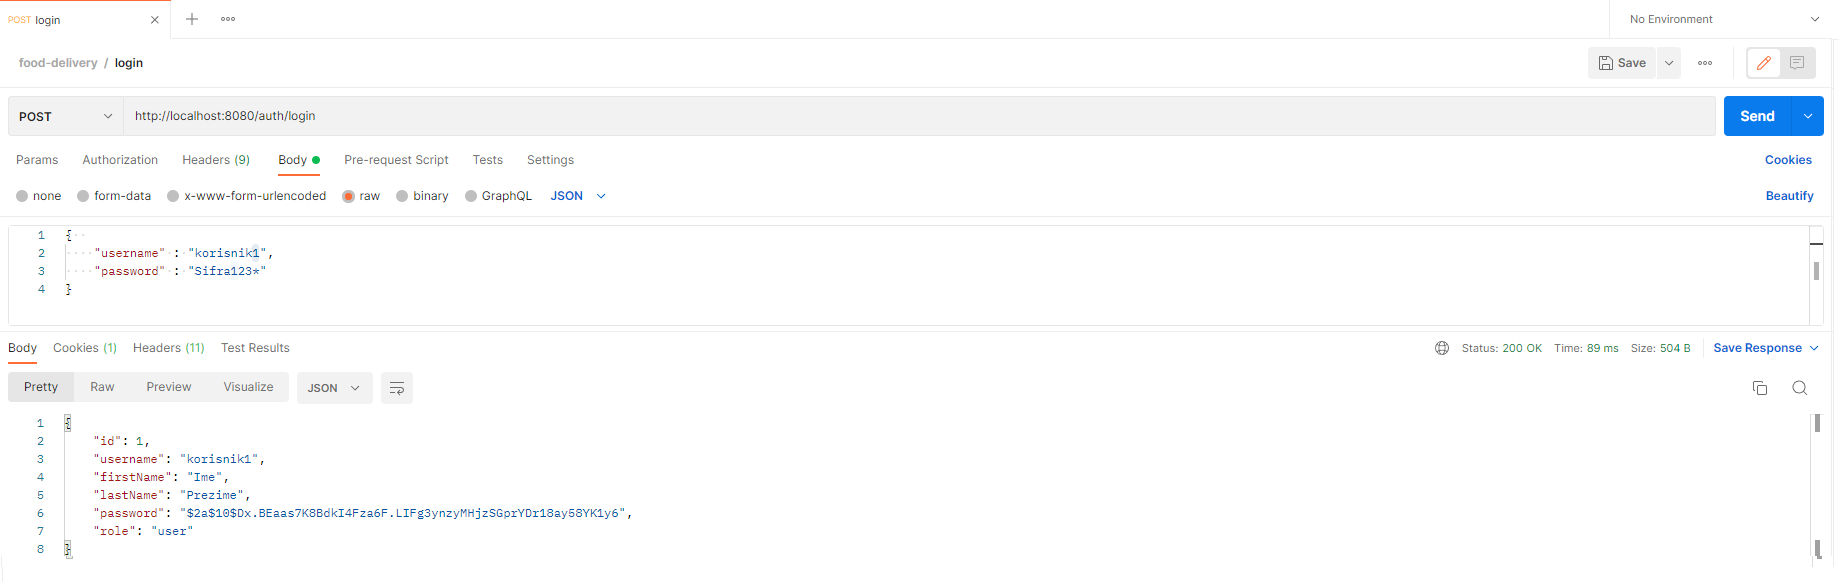 POST login
No Environment
food-delivery / login
Save
POST
http://localhost:8080/auth/login
Send
Params Authorization Headers (9) Body Pre-request Script Tests Settings Cookies
none form-data x-www-form-urlencoded raw binary GraphQL JSON Beautify
1 {
2 "username" : "korisnik1",
3 "password" : "Sifra123*"
4 }
Body Cookies (1) Headers (11) Test Results Status: 200 OK Time: 89 ms Size: 504 B Save Response
Pretty Raw Preview Visualize JSON
1 {
2 "id": 1,
3 "username": "korisnik1",
4 "firstName": "Ime",
5 "lastName": "Prezime",
6 "password": "$2a$10$Dx.BEaas7K8BdkI4Fza6F.LIFg3ynzyMHjzSGprYDr18ay58YK1y6",
7 "role": "user"
8 }